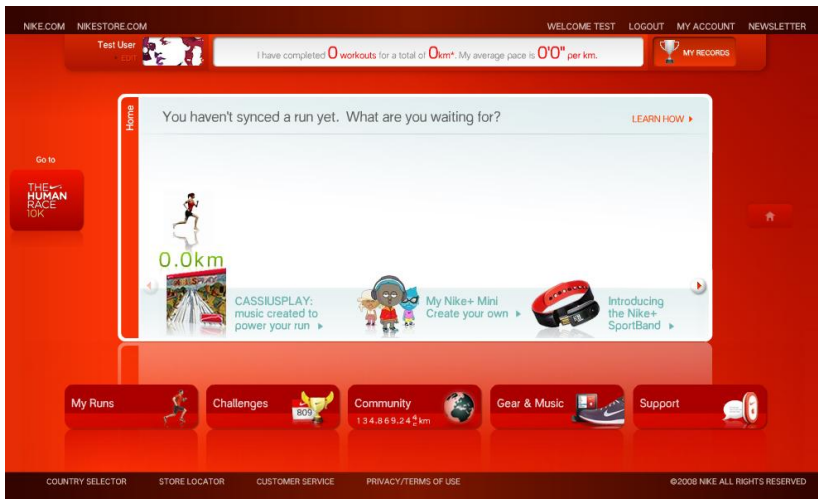 NIKE.COM NIKESTORE.COM WELCOME TEST LOGOUT MY ACCOUNT NEWSLETTER
Test User
EDIT
I have completed 0 workouts for a total of 0km*. My average pace is 0'0" per km.
MY RECORDS
Home
You haven't synced a run yet. What are you waiting for?
LEARN HOW
Go to
THE
HUMAN
RACE
10K
0.0km
CASSIUSPLAY:
music created to
power your run
My Nike+ Mini
Create your own
Introducing
the Nike+
SportBand
My Runs
Challenges
809
Community
134,869,24 km
Gear & Music
Support
COUNTRY SELECTOR STORE LOCATOR CUSTOMER SERVICE PRIVACY/TERMS OF USE ©2008 NIKE ALL RIGHTS RESERVED